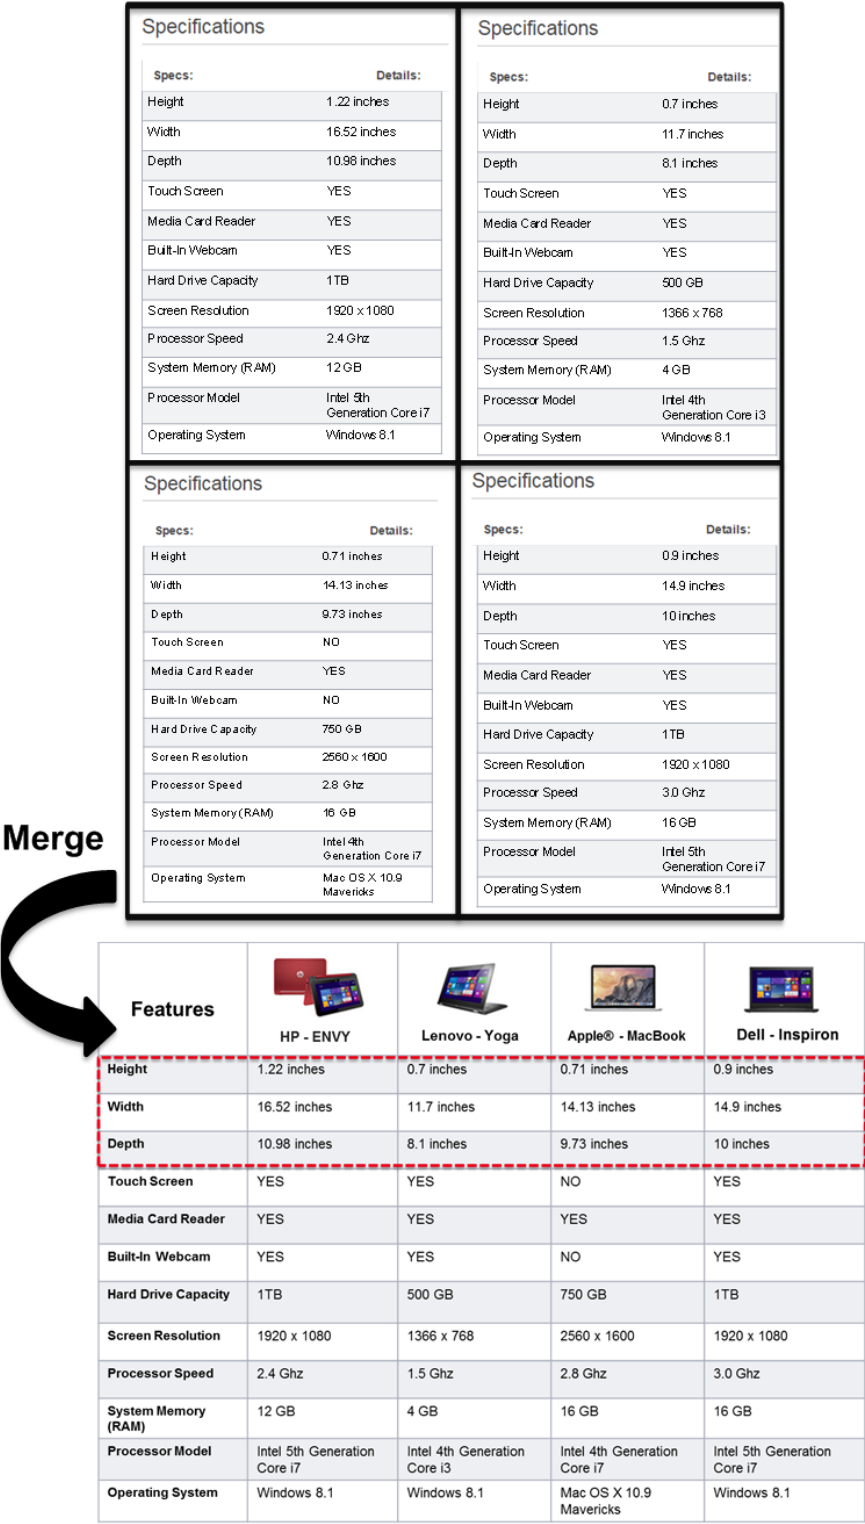 Specifications
Specs: Details:
Height 1.22 inches
Width 16.52 inches
Depth 10.98 inches
Touch Screen YES
Media Card Reader YES
Built-In Webcam YES
Hard Drive Capacity 1TB
Screen Resolution 1920 x 1080
Processor Speed 2.4 Ghz
System Memory (RAM) 12 GB
Processor Model Intel 5th
Generation Core i7
Operating System Windows 8.1
Specifications
Specs: Details:
Height 0.7 inches
Width 11.7 inches
Depth 8.1 inches
Touch Screen YES
Media Card Reader YES
Built-In Webcam YES
Hard Drive Capacity 500 GB
Screen Resolution 1366 x 768
Processor Speed 1.5 Ghz
System Memory (RAM) 4 GB
Processor Model Intel 4th
Generation Core i3
Operating System Windows 8.1
Specifications
Specs: Details:
Height 0.71 inches
Width 14.13 inches
Depth 9.73 inches
Touch Screen NO
Media Card Reader YES
Built-In Webcam NO
Hard Drive Capacity 750 GB
Screen Resolution 2560 x 1600
Processor Speed 2.8 Ghz
System Memory (RAM) 16 GB
Processor Model Intel 4th
Generation Core i7
Operating System Mac OS X 10.9
Mavericks
Specifications
Specs: Details:
Height 0.9 inches
Width 14.9 inches
Depth 10 inches
Touch Screen YES
Media Card Reader YES
Built-In Webcam YES
Hard Drive Capacity 1TB
Screen Resolution 1920 x 1080
Processor Speed 3.0 Ghz
System Memory (RAM) 16 GB
Processor Model Intel 5th
Generation Core i7
Operating System Windows 8.1
Merge
Features HP - ENVY Lenovo - Yoga Apple® - MacBook Dell - Inspiron
Height 1.22 inches 0.7 inches 0.71 inches 0.9 inches
Width 16.52 inches 11.7 inches 14.13 inches 14.9 inches
Depth 10.98 inches 8.1 inches 9.73 inches 10 inches
Touch Screen YES YES NO YES
Media Card Reader YES YES YES YES
Built-In Webcam YES YES NO YES
Hard Drive Capacity 1TB 500 GB 750 GB 1TB
Screen Resolution 1920 x 1080 1366 x 768 2560 x 1600 1920 x 1080
Processor Speed 2.4 Ghz 1.5 Ghz 2.8 Ghz 3.0 Ghz
System Memory 12 GB 4 GB 16 GB 16 GB
(RAM)
Processor Model Intel 5th Generation Intel 4th Generation Intel 4th Generation Intel 5th Generation
Core i7 Core i3 Core i7 Core i7
Operating System Windows 8.1 Windows 8.1 Mac OS X 10.9 Windows 8.1
Mavericks